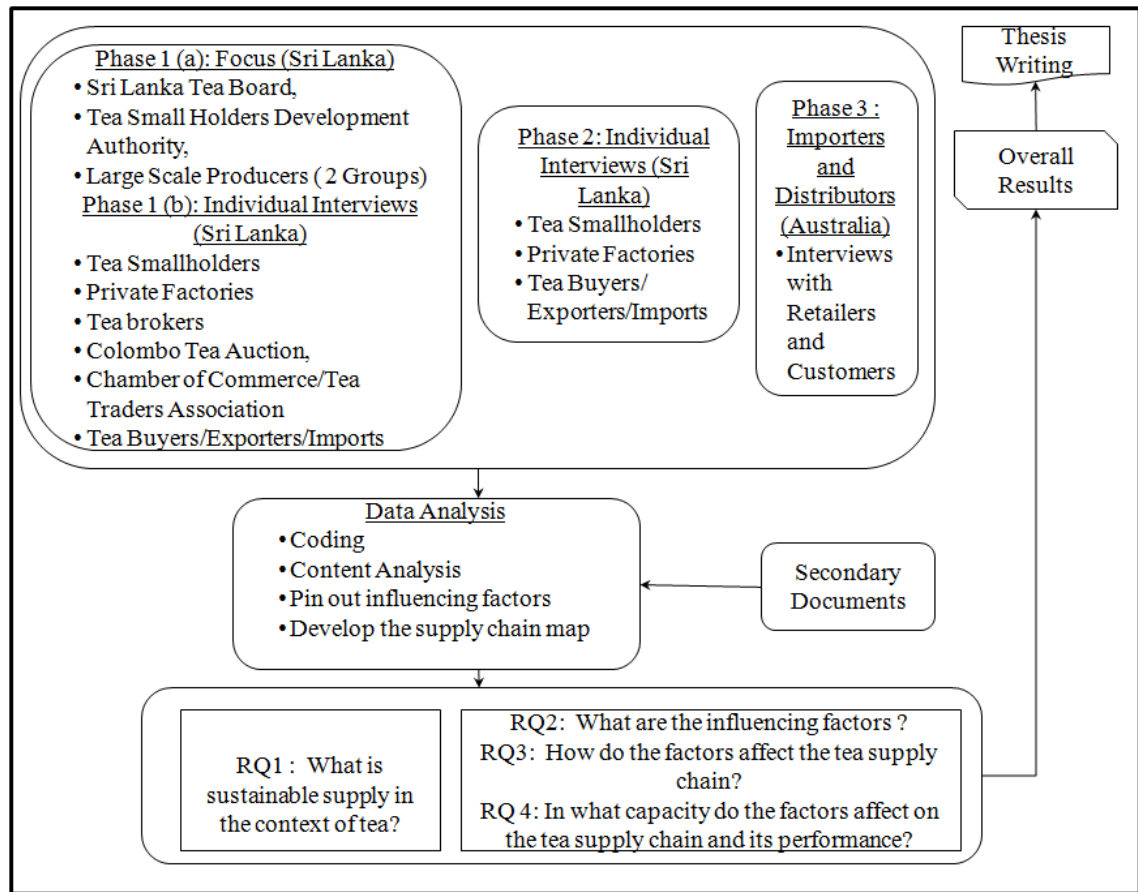 Phase 1 (a): Focus (Sri Lanka)
• Sri Lanka Tea Board,
• Tea Small Holders Development
Authority,
• Large Scale Producers ( 2 Groups)
Phase 1 (b): Individual Interviews
(Sri Lanka)
• Tea Smallholders
• Private Factories
• Tea brokers
• Colombo Tea Auction,
• Chamber of Commerce/Tea
Traders Association
• Tea Buyers/Exporters/Imports
Phase 2: Individual
Interviews (Sri
Lanka)
• Tea Smallholders
• Private Factories
• Tea Buyers/
Exporters/Imports
Phase 3 :
Importers
and
Distributors
(Australia)
• Interviews
with
Retailers
and
Customers
Thesis
Writing
Overall
Results
Data Analysis
• Coding
• Content Analysis
• Pin out influencing factors
• Develop the supply chain map
Secondary
Documents
RQ1 : What is
sustainable supply in
the context of tea?
RQ2: What are the influencing factors ?
RQ3: How do the factors affect the tea supply
chain?
RQ 4: In what capacity do the factors affect on
the tea supply chain and its performance?